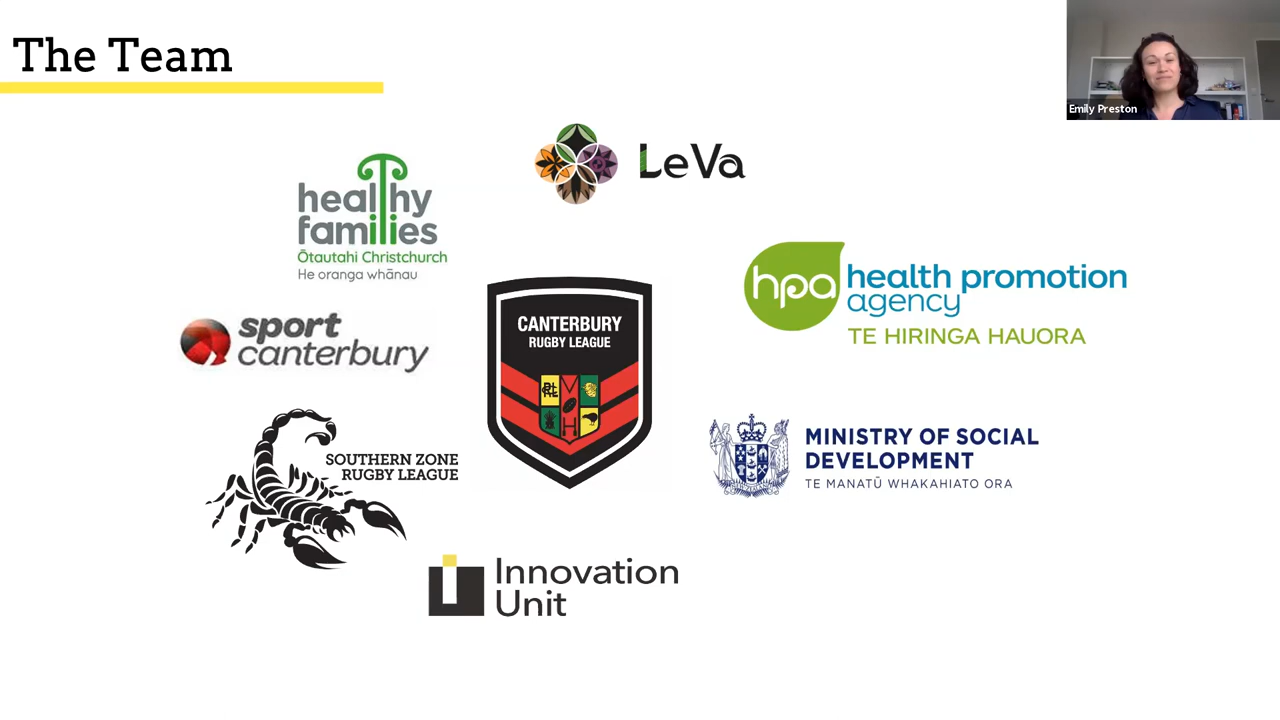 The Team
Emily Preston
LeVa
healthy
families
Ōtautahi Christchurch
He oranga whānau
hpa health promotion
agency
TE HIRINGA HAUORA
sport
canterbury
CANTERBURY
RUGBY LEAGUE
SOUTHERN ZONE
RUGBY LEAGUE
MINISTRY OF SOCIAL
DEVELOPMENT
TE MANATŪ WHAKAHIATO ORA
Innovation
Unit